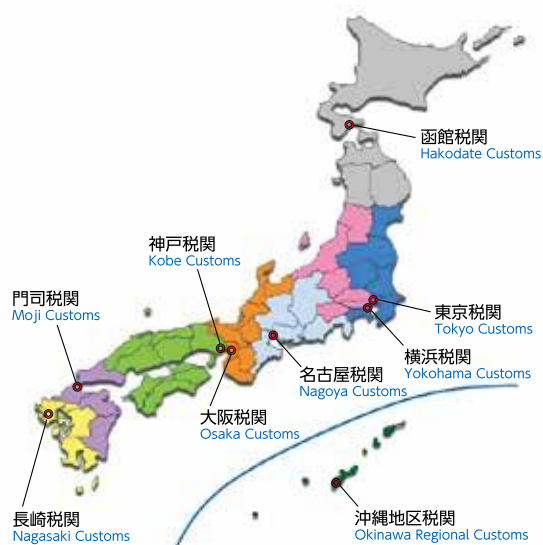 函館税関
Hakodate Customs
神戸税関
Kobe Customs
門司税関
Moji Customs
東京税関
Tokyo Customs
横浜税関
Yokohama Customs
名古屋税関
Nagoya Customs
大阪税関
Osaka Customs
長崎税関
Nagasaki Customs
沖縄地区税関
Okinawa Regional Customs